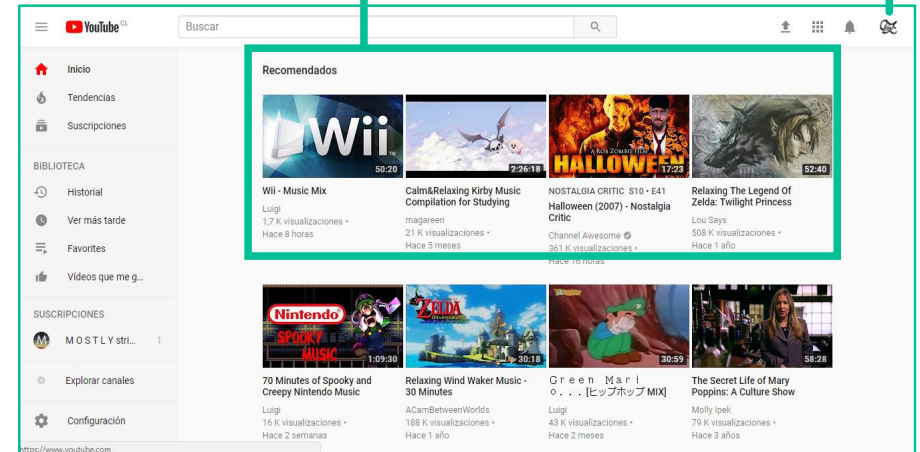 YouTube CL
Buscar
Inicio
Tendencias
Suscripciones
BIBLIOTECA
Historial
Ver más tarde
Favorites
Vídeos que me g...
SUSCRIPCIONES
M O S T L Y stri... 1
Explorar canales
Configuración
https://www.youtube.com
Recomendados
Wii
50:20
Wii - Music Mix
Luigi
1,7 K visualizaciones •
Hace 8 horas
2:26:18
Calm&Relaxing Kirby Music
Compilation for Studying
magareen
21 K visualizaciones •
Hace 5 meses
A ROB ZOMBIE FILM
HALLOWEEN
17:23
NOSTALGIA CRITIC S10 • E41
Halloween (2007) - Nostalgia
Critic
Channel Awesome
361 K visualizaciones •
Hace 16 horas
52:40
Relaxing The Legend Of
Zelda: Twilight Princess
Lou Says
508 K visualizaciones •
Hace 1 año
Nintendo
SPOOKY
MUSIC
1:09:30
70 Minutes of Spooky and
Creepy Nintendo Music
Luigi
16 K visualizaciones •
Hace 2 semanas
ZELDA
30:18
Relaxing Wind Waker Music -
30 Minutes
ACamBetweenWorlds
188 K visualizaciones •
Hace 1 año
30:59
Ｇｒｅｅｎ Ｍａｒｉ
ｏ．．．[ヒップホップ MIX]
Luigi
43 K visualizaciones •
Hace 2 meses
58:28
The Secret Life of Mary
Poppins: A Culture Show
Molly Ipek
79 K visualizaciones •
Hace 3 años